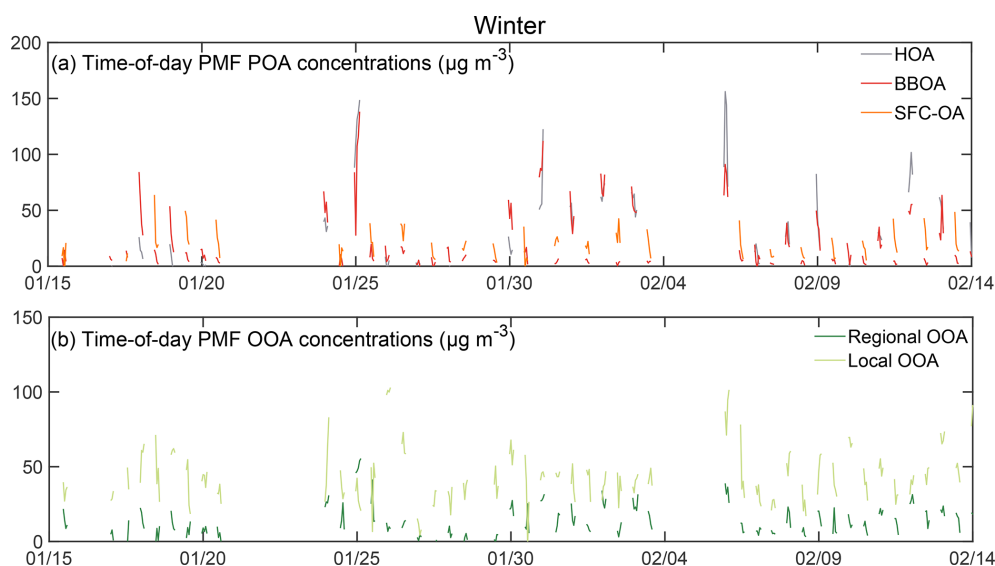 Winter
(a) Time-of-day PMF POA concentrations (µg m⁻³)
HOA
BBOA
SFC-OA
200
150
100
50
0
01/15 01/20 01/25 01/30 02/04 02/09 02/14
(b) Time-of-day PMF OOA concentrations (µg m⁻³)
Regional OOA
Local OOA
150
100
50
0
01/15 01/20 01/25 01/30 02/04 02/09 02/14